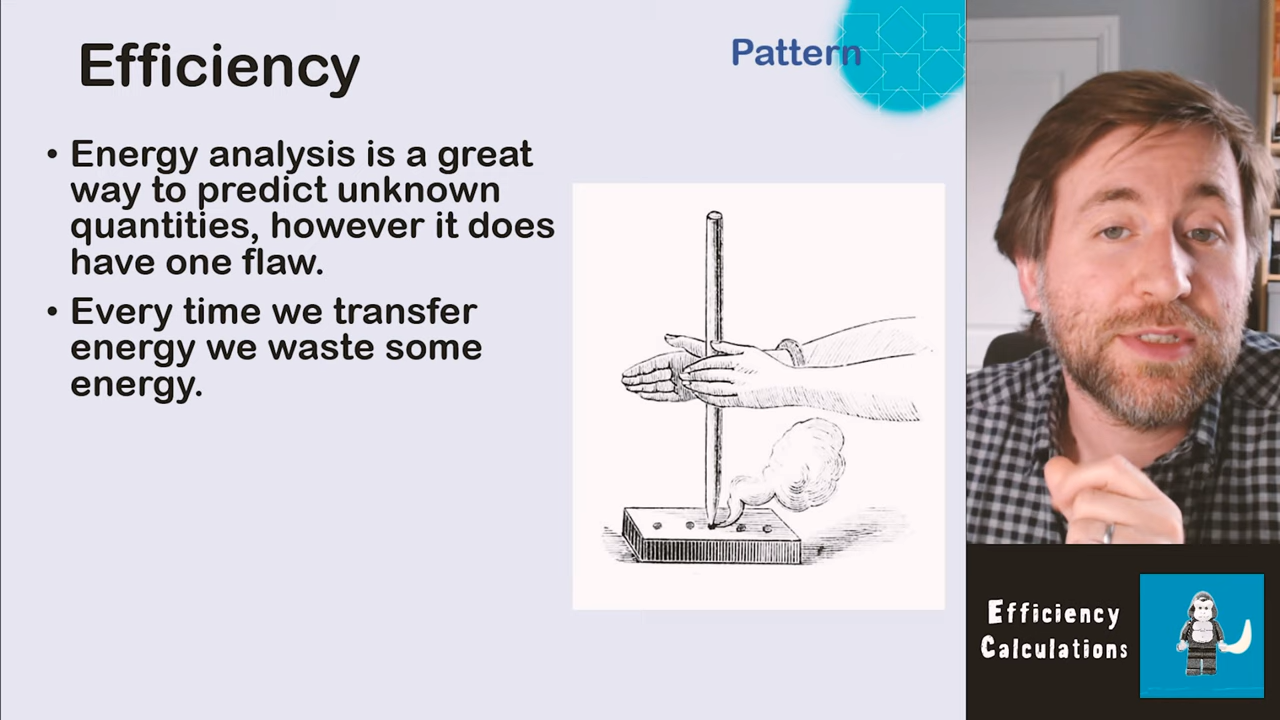 Efficiency
Pattern
• Energy analysis is a great
way to predict unknown
quantities, however it does
have one flaw.
• Every time we transfer
energy we waste some
energy.
Efficiency
Calculations